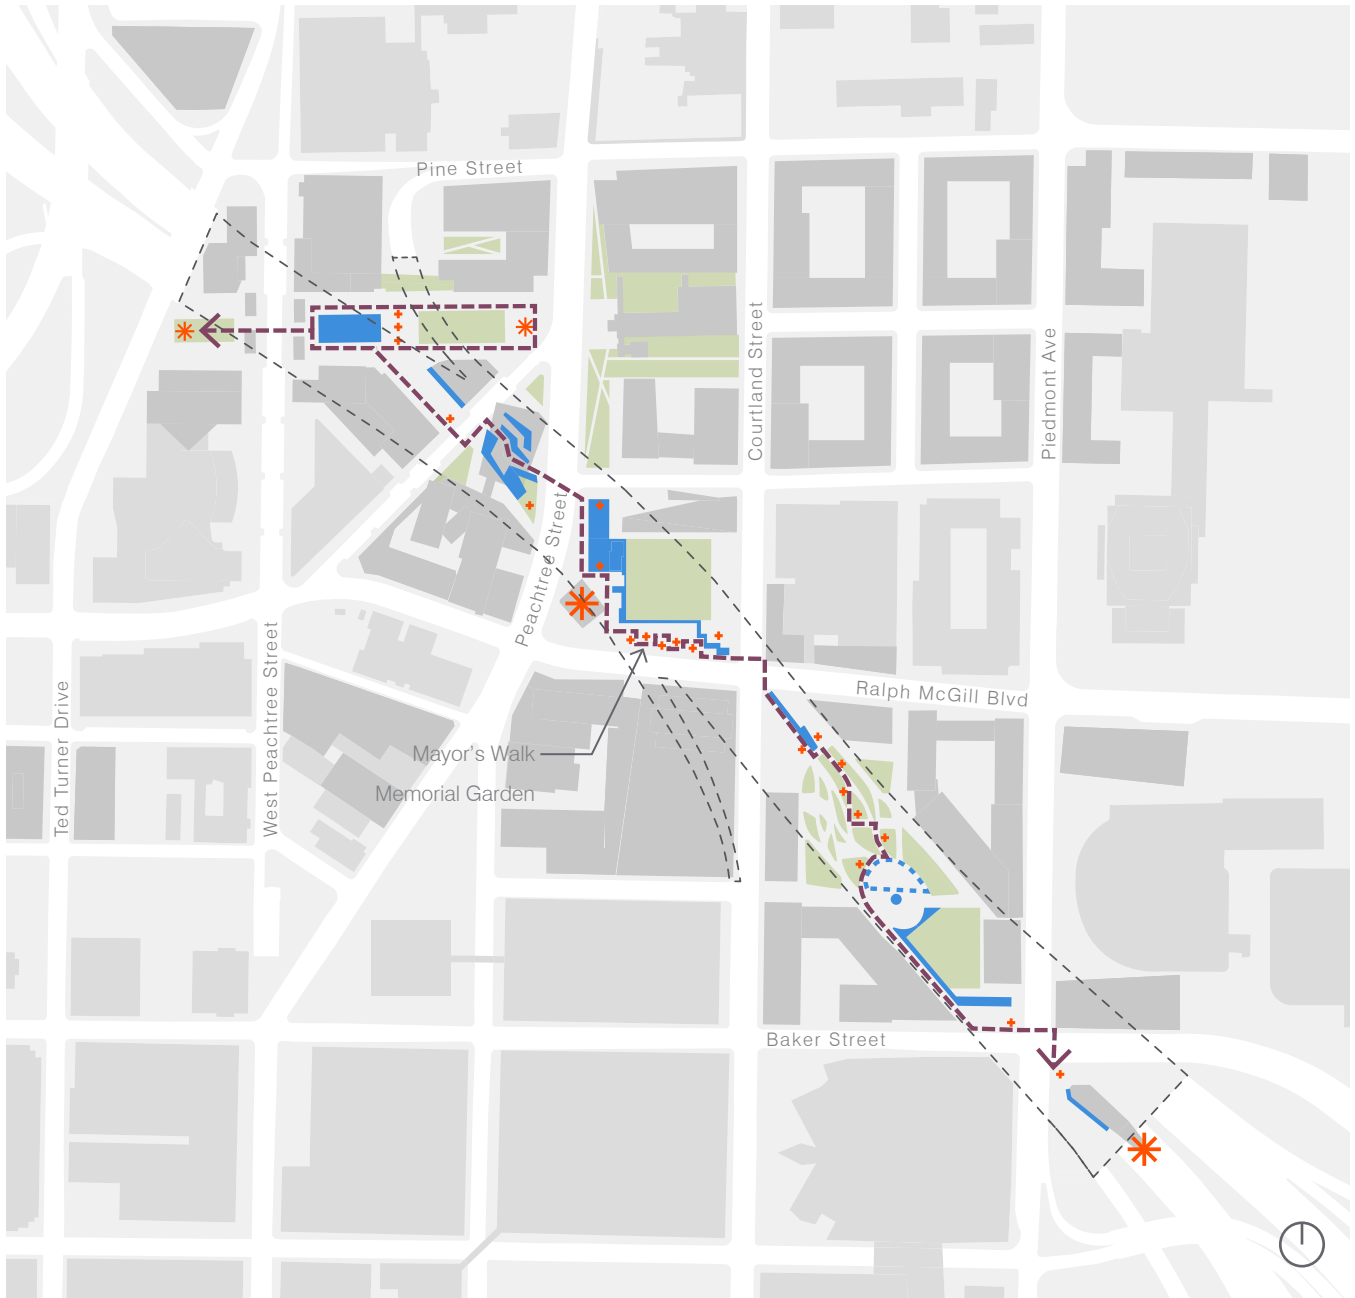 Pine Street
Courtland Street
Piedmont Ave
Peachtree Street
Ralph McGill Blvd
West Peachtree Street
Ted Turner Drive
Mayor's Walk
Memorial Garden
Baker Street